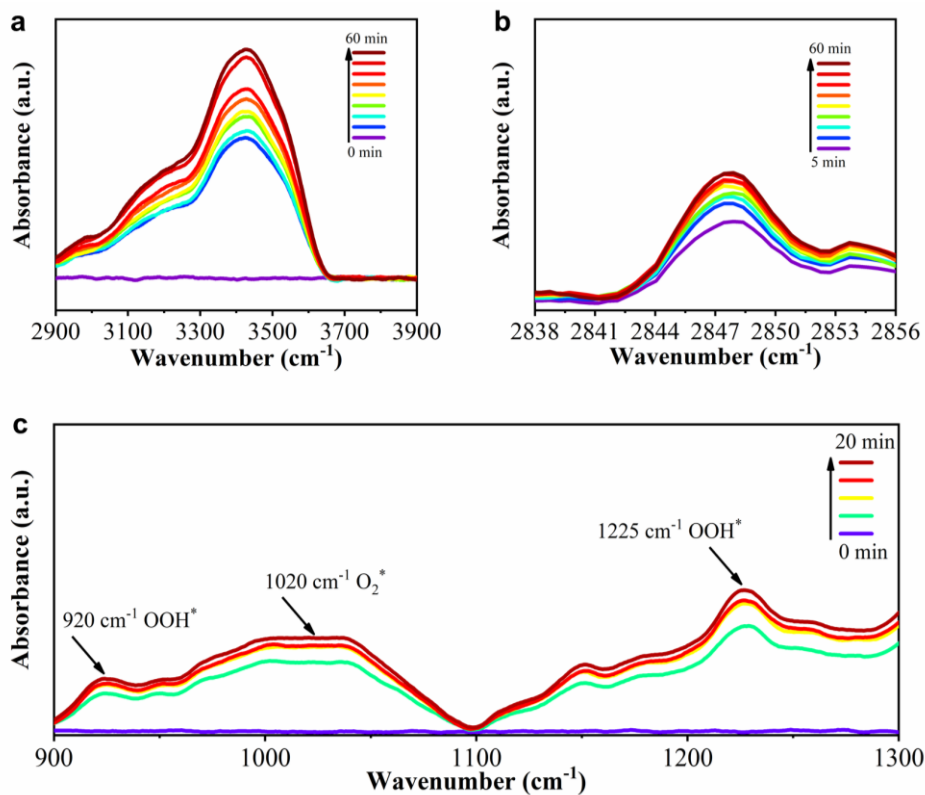 a
60 min
0 min
Absorbance (a.u.)
2900 3100 3300 3500 3700 3900
Wavenumber (cm⁻¹)
b
60 min
5 min
Absorbance (a.u.)
2838 2841 2844 2847 2850 2853 2856
Wavenumber (cm⁻¹)
c
20 min
0 min
1225 cm⁻¹ OOH*
1020 cm⁻¹ O₂*
920 cm⁻¹ OOH*
Absorbance (a.u.)
900 1000 1100 1200 1300
Wavenumber (cm⁻¹)